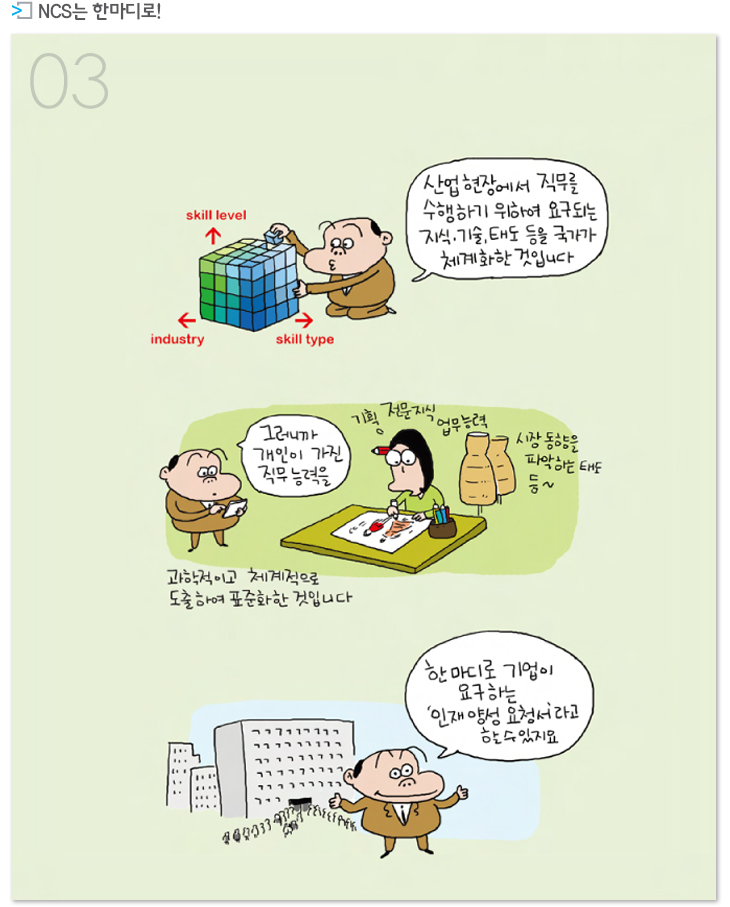 NCS는 한마디로!
03
산업현장에서 직무를
수행하기 위하여 요구되는
지식·기술,태도 등을 국가가
체계화한 것입니다
skill level
industry
skill type
그러니까
개인이 가진
직무능력을
기획
전문지식
업무능력
시장 동향을
파악하는 태도
등~
과학적이고 체계적으로
도출하여 표준화한 것입니다
한마디로 기업이
요구하는
'인재양성 요청서'라고
할수있지요